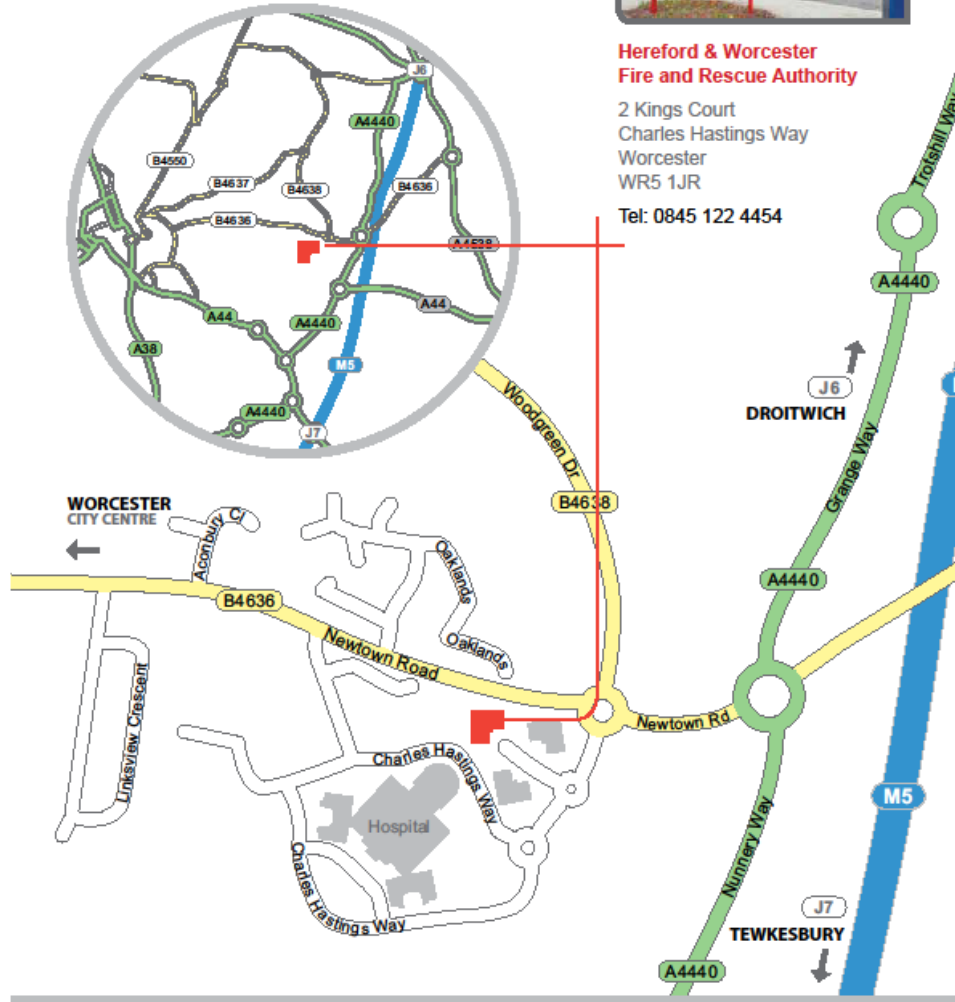 Hereford & Worcester
Fire and Rescue Authority
2 Kings Court
Charles Hastings Way
Worcester
WR5 1JR
Tel: 0845 122 4454
J6
A4440
B4550
B4637
B4638
B4636
B4636
A4538
A44
A4440
A44
A38
M5
A4440
J7
Trotshill Way
A4440
J6
DROITWICH
Grange Way
Woodgreen Dr
B4638
WORCESTER
CITY CENTRE
Aconbury Cl
Oaklands
A4440
B4636
Newtown Road
Oaklands
Linksview Crescent
Newtown Rd
Charles Hastings Way
Hospital
M5
Nunnery Way
Charles Hastings Way
J7
TEWKESBURY
A4440